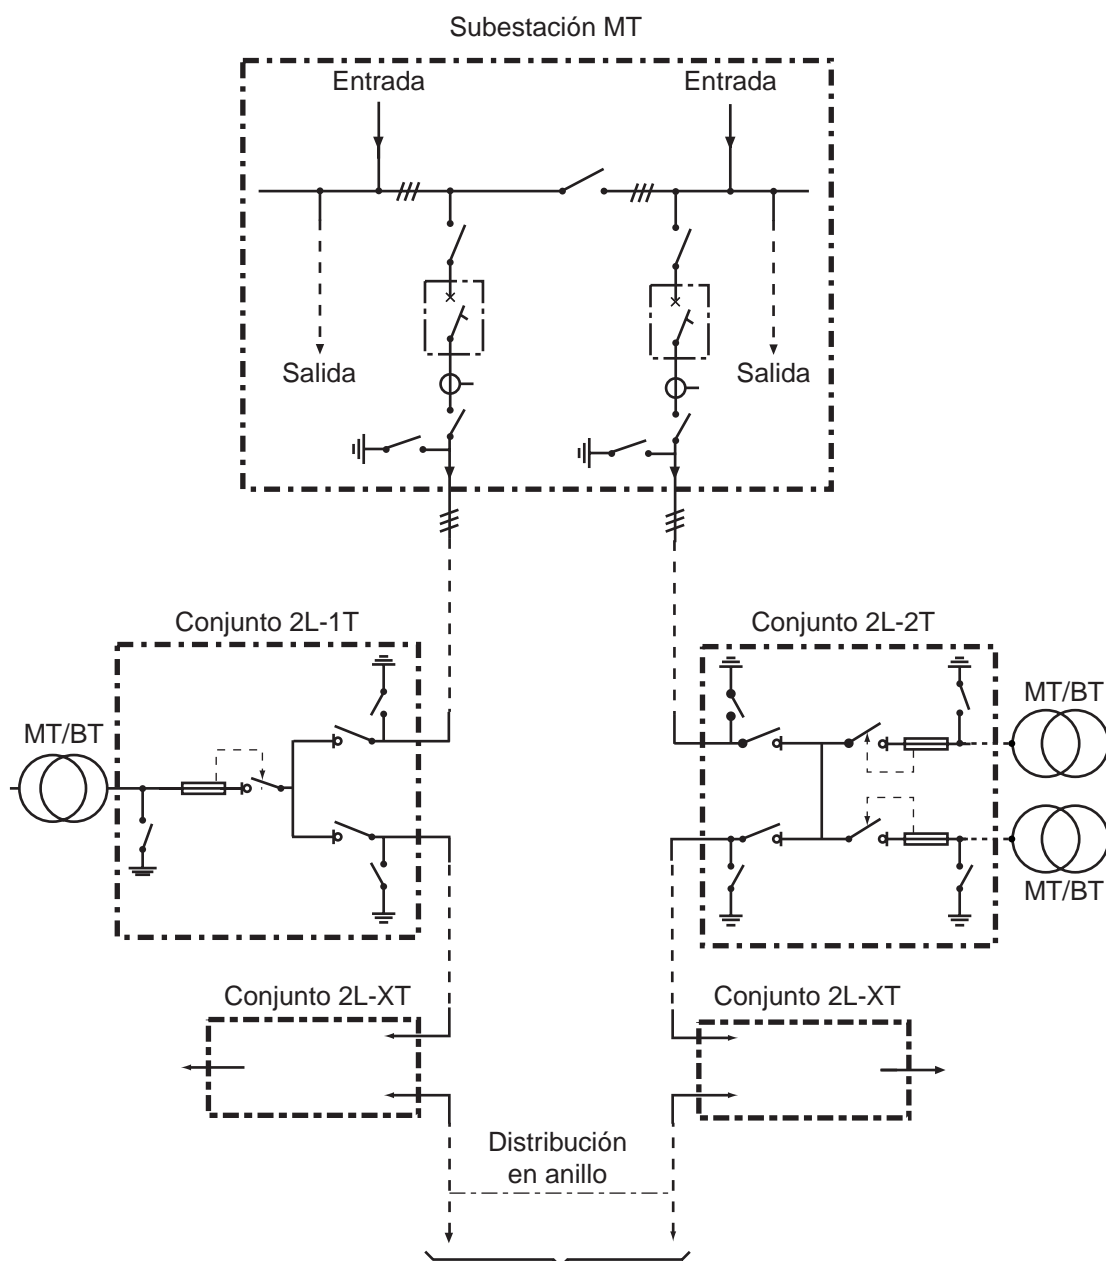 Subestación MT
Entrada
Entrada
Salida
Salida
Conjunto 2L-1T
Conjunto 2L-2T
MT/BT
MT/BT
MT/BT
Conjunto 2L-XT
Conjunto 2L-XT
Distribución
en anillo